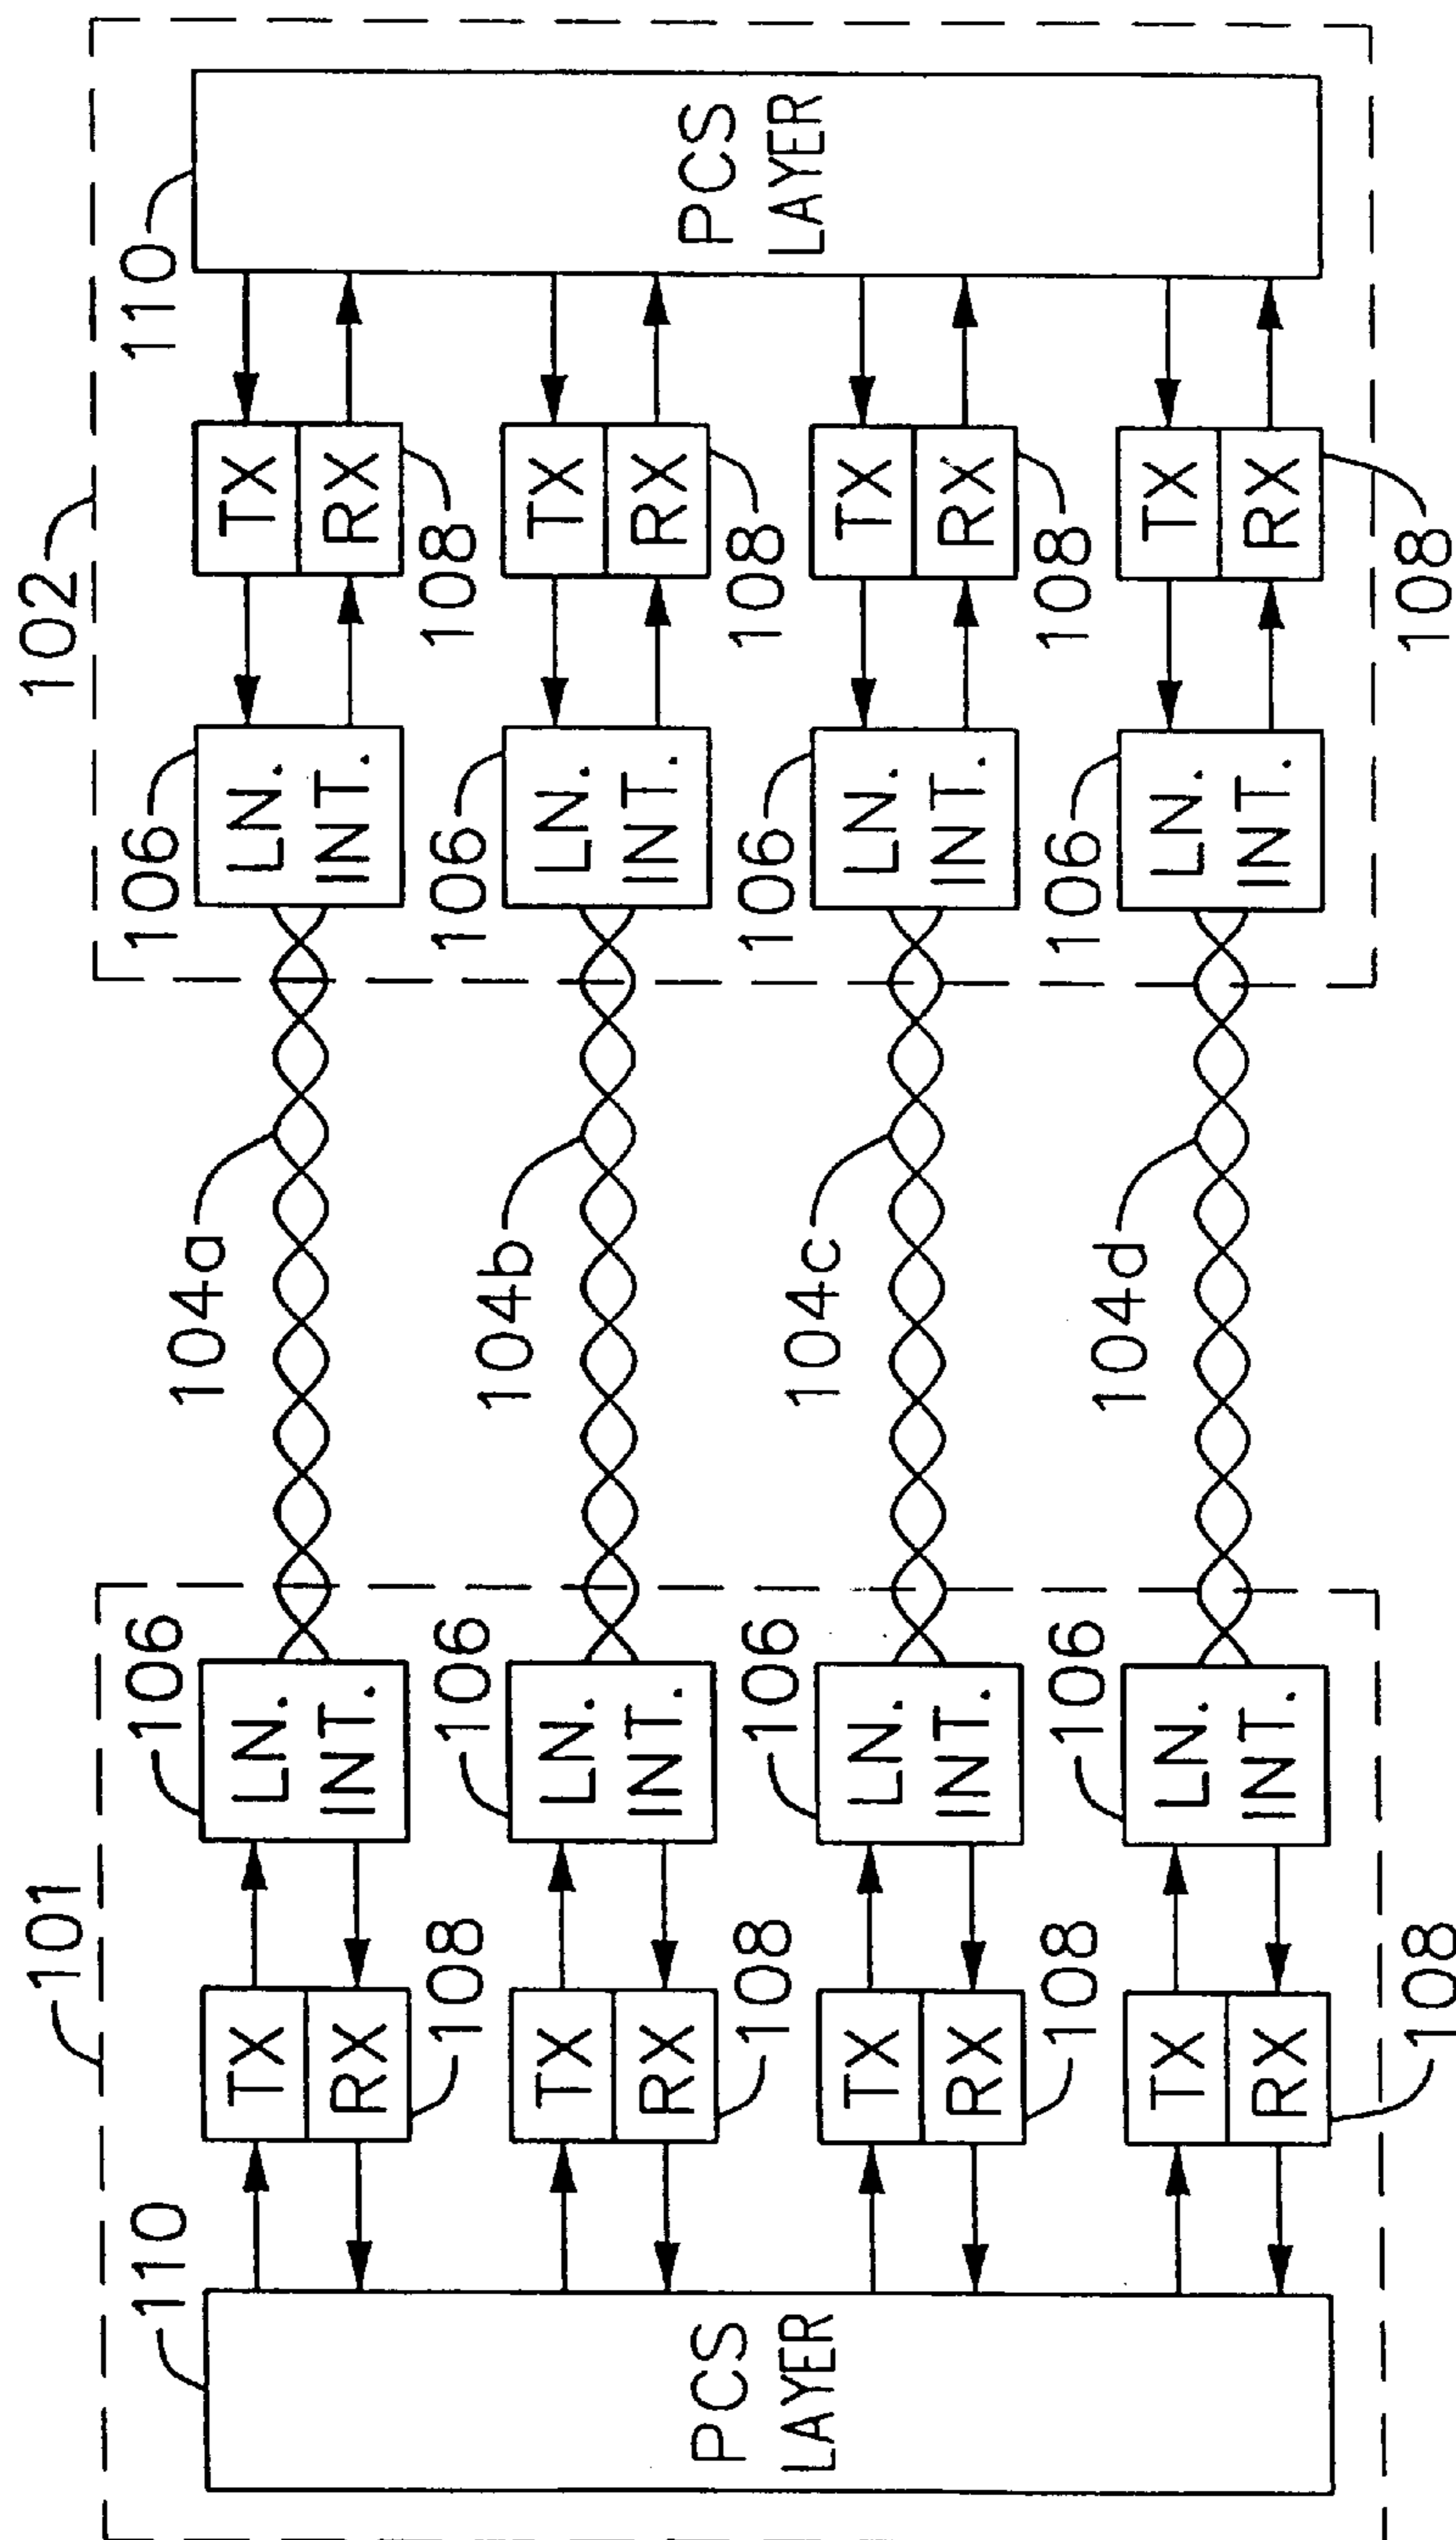 101
102
110
106
104a
106
110
TX
RX
LN.
INT.
LN.
INT.
TX
RX
108
108
106
104b
106
TX
RX
LN.
INT.
LN.
INT.
TX
RX
108
108
PCS
LAYER
PCS
LAYER
106
104c
106
TX
RX
LN.
INT.
LN.
INT.
TX
RX
108
108
106
104d
106
TX
RX
LN.
INT.
LN.
INT.
TX
RX
108
108